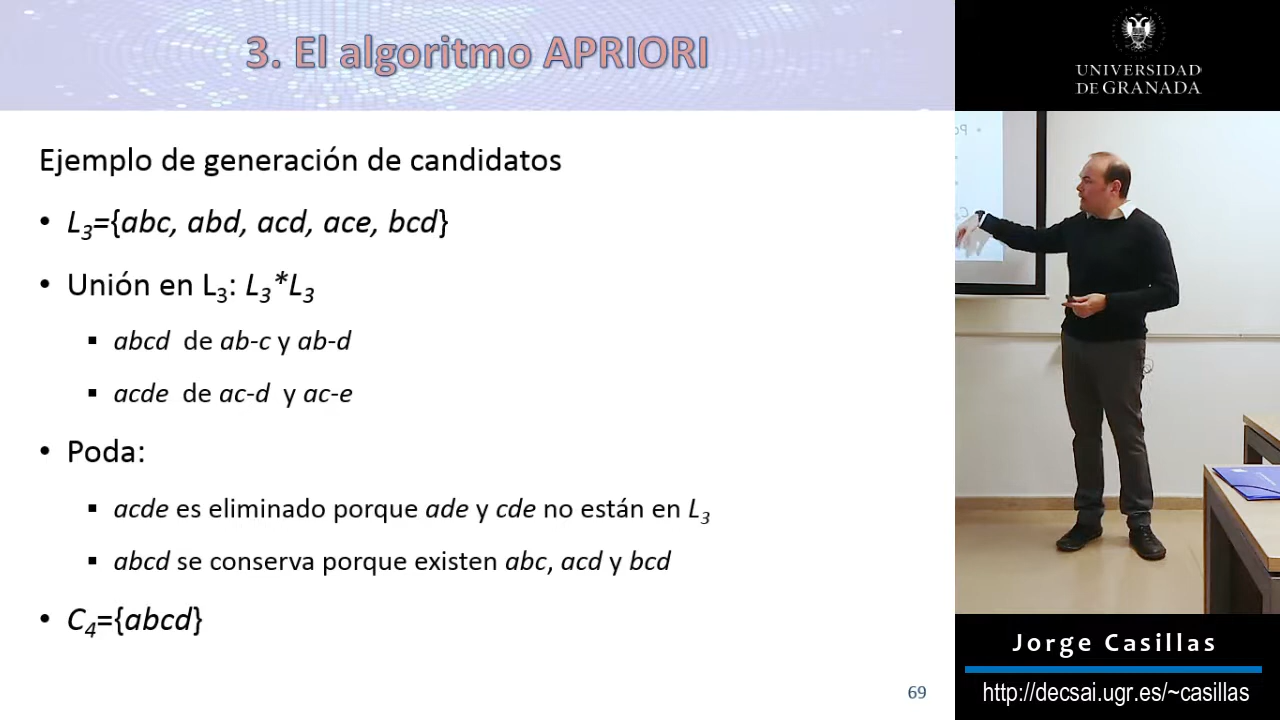 3. El algoritmo APRIORI
Ejemplo de generación de candidatos
• L3={abc, abd, acd, ace, bcd}
• Unión en L3: L3*L3
▪ abcd de ab-c y ab-d
▪ acde de ac-d y ac-e
• Poda:
▪ acde es eliminado porque ade y cde no están en L3
▪ abcd se conserva porque existen abc, acd y bcd
• C4={abcd}
69
UNIVERSIDAD
DE GRANADA
Jorge Casillas
http://decsai.ugr.es/~casillas